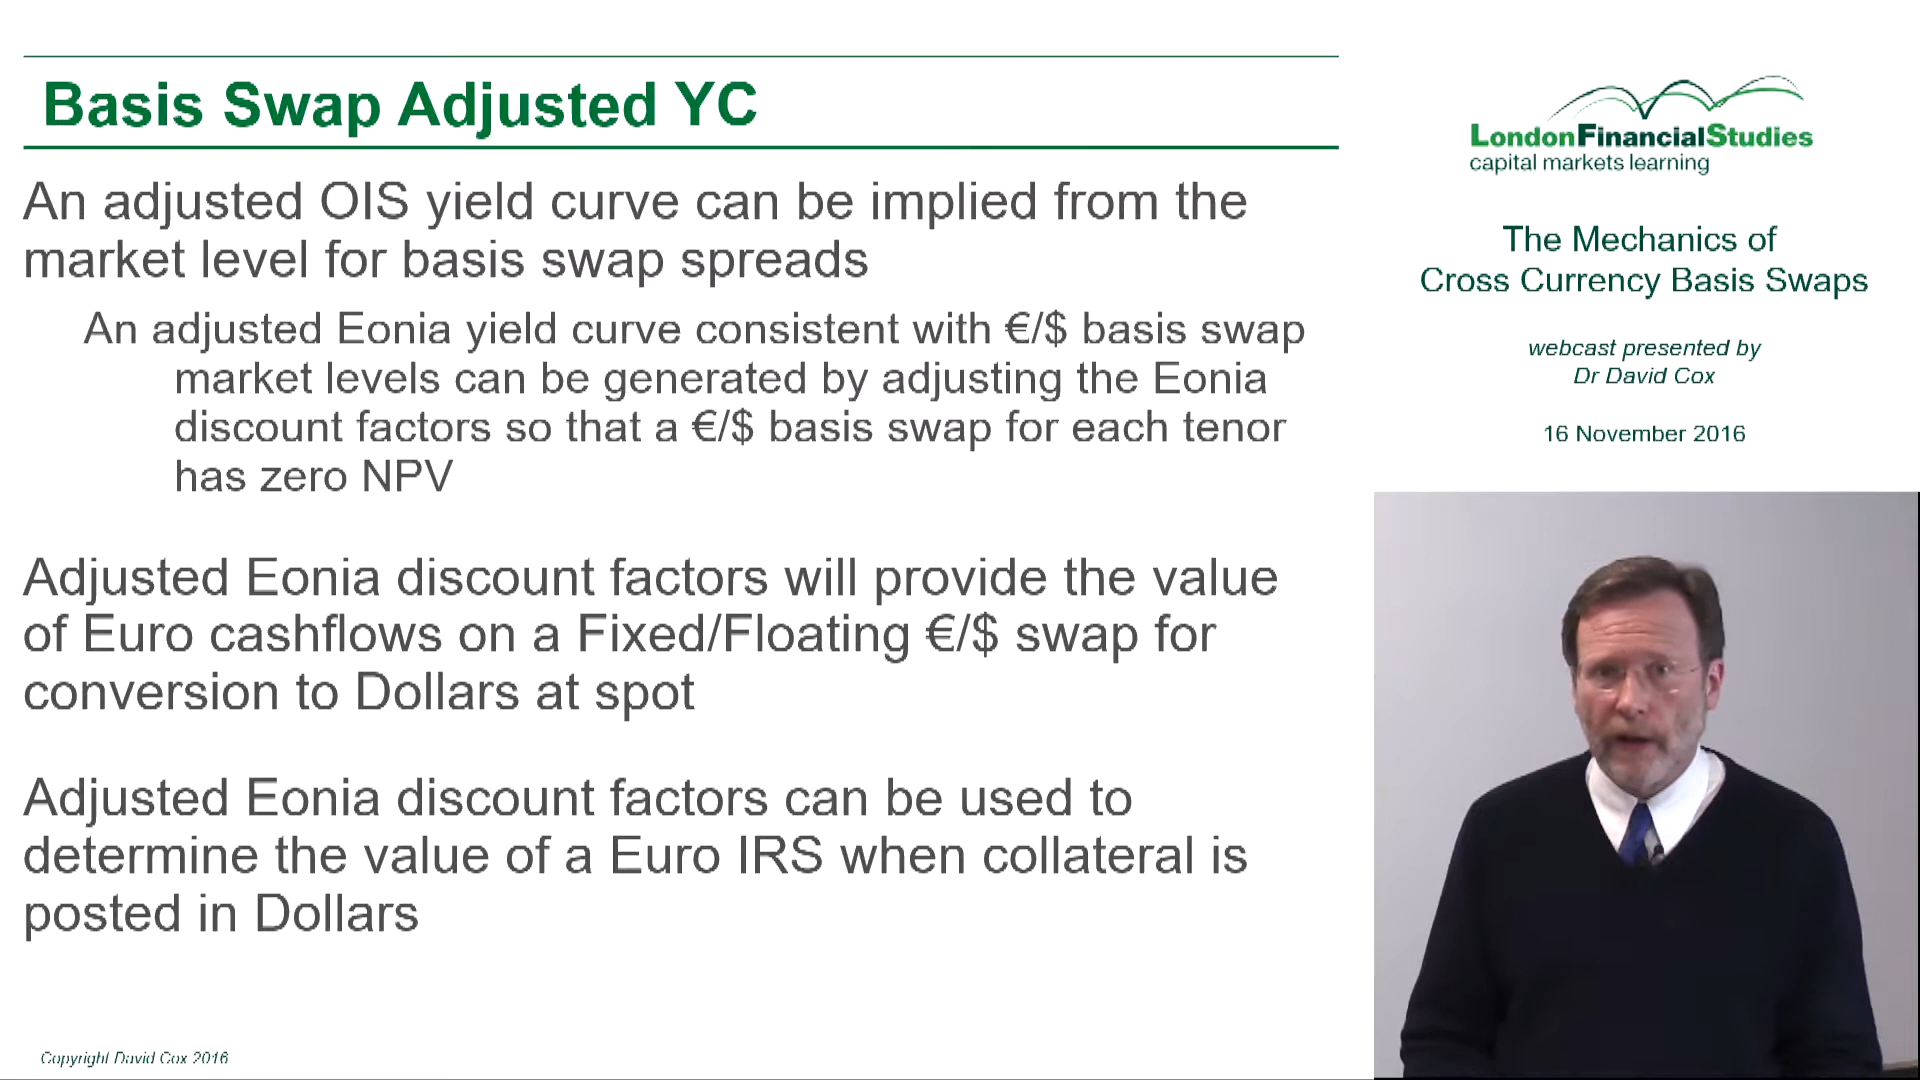 Basis Swap Adjusted YC
An adjusted OIS yield curve can be implied from the
market level for basis swap spreads
An adjusted Eonia yield curve consistent with €/$ basis swap
market levels can be generated by adjusting the Eonia
discount factors so that a €/$ basis swap for each tenor
has zero NPV
Adjusted Eonia discount factors will provide the value
of Euro cashflows on a Fixed/Floating €/$ swap for
conversion to Dollars at spot
Adjusted Eonia discount factors can be used to
determine the value of a Euro IRS when collateral is
posted in Dollars
Copyright David Cox 2016
LondonFinancialStudies
capital markets learning
The Mechanics of
Cross Currency Basis Swaps
webcast presented by
Dr David Cox
16 November 2016